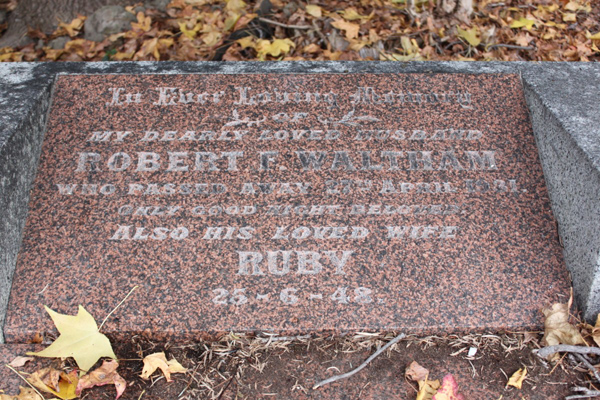 In Ever Loving Memory
OF
MY DEARLY LOVED HUSBAND
ROBERT F. WALTHAM
WHO PASSED AWAY 27TH APRIL 1931.
ONLY GOOD NIGHT BELOVED.
ALSO HIS LOVED WIFE
RUBY
25-6-48.